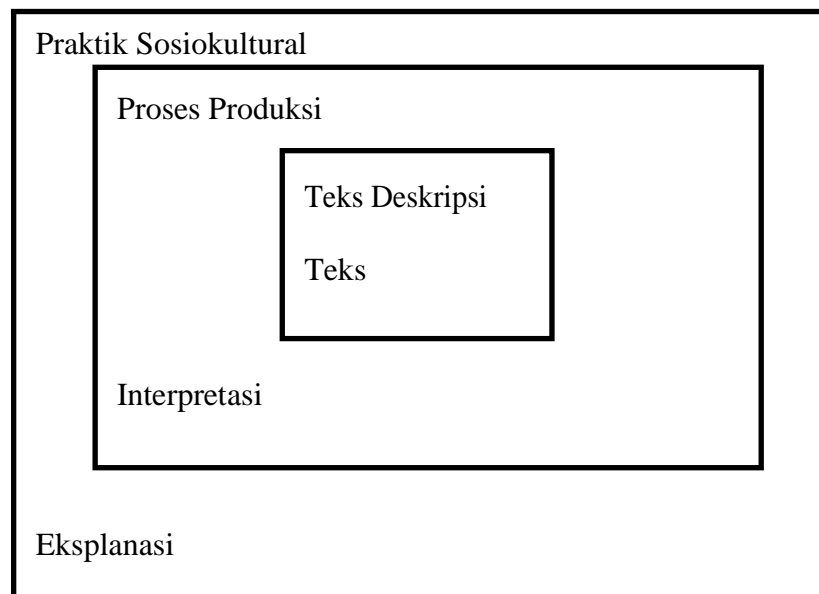 Praktik Sosiokultural
Proses Produksi
Teks Deskripsi
Teks
Interpretasi
Eksplanasi